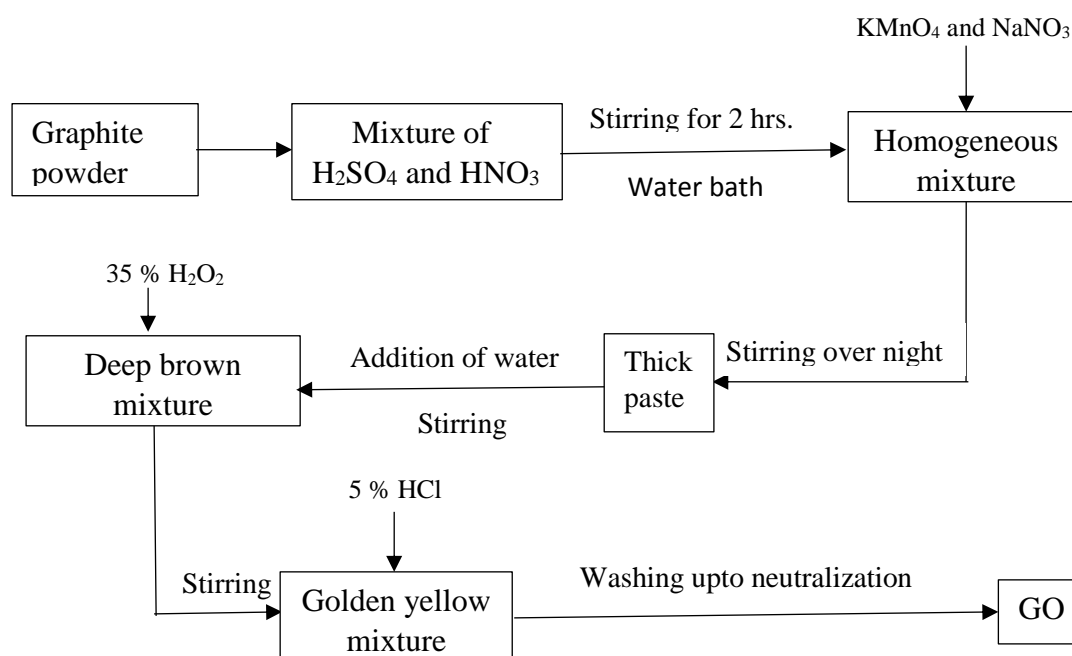 KMnO₄ and NaNO₃
Graphite
powder
Mixture of
H₂SO₄ and HNO₃
Stirring for 2 hrs.
Water bath
Homogeneous
mixture
Stirring over night
Thick
paste
Addition of water
Stirring
35 % H₂O₂
Deep brown
mixture
Stirring
5 % HCl
Golden yellow
mixture
Washing upto neutralization
GO